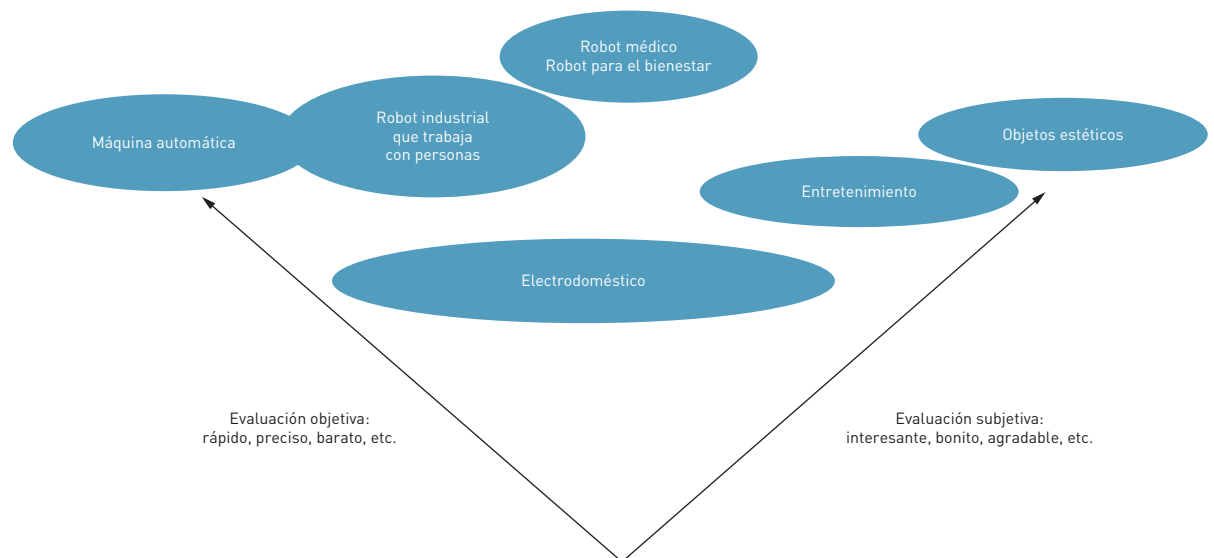 Robot médico
Robot para el bienestar
Robot industrial
que trabaja
con personas
Máquina automática
Objetos estéticos
Entretenimiento
Electrodoméstico
Evaluación objetiva:
rápido, preciso, barato, etc.
Evaluación subjetiva:
interesante, bonito, agradable, etc.